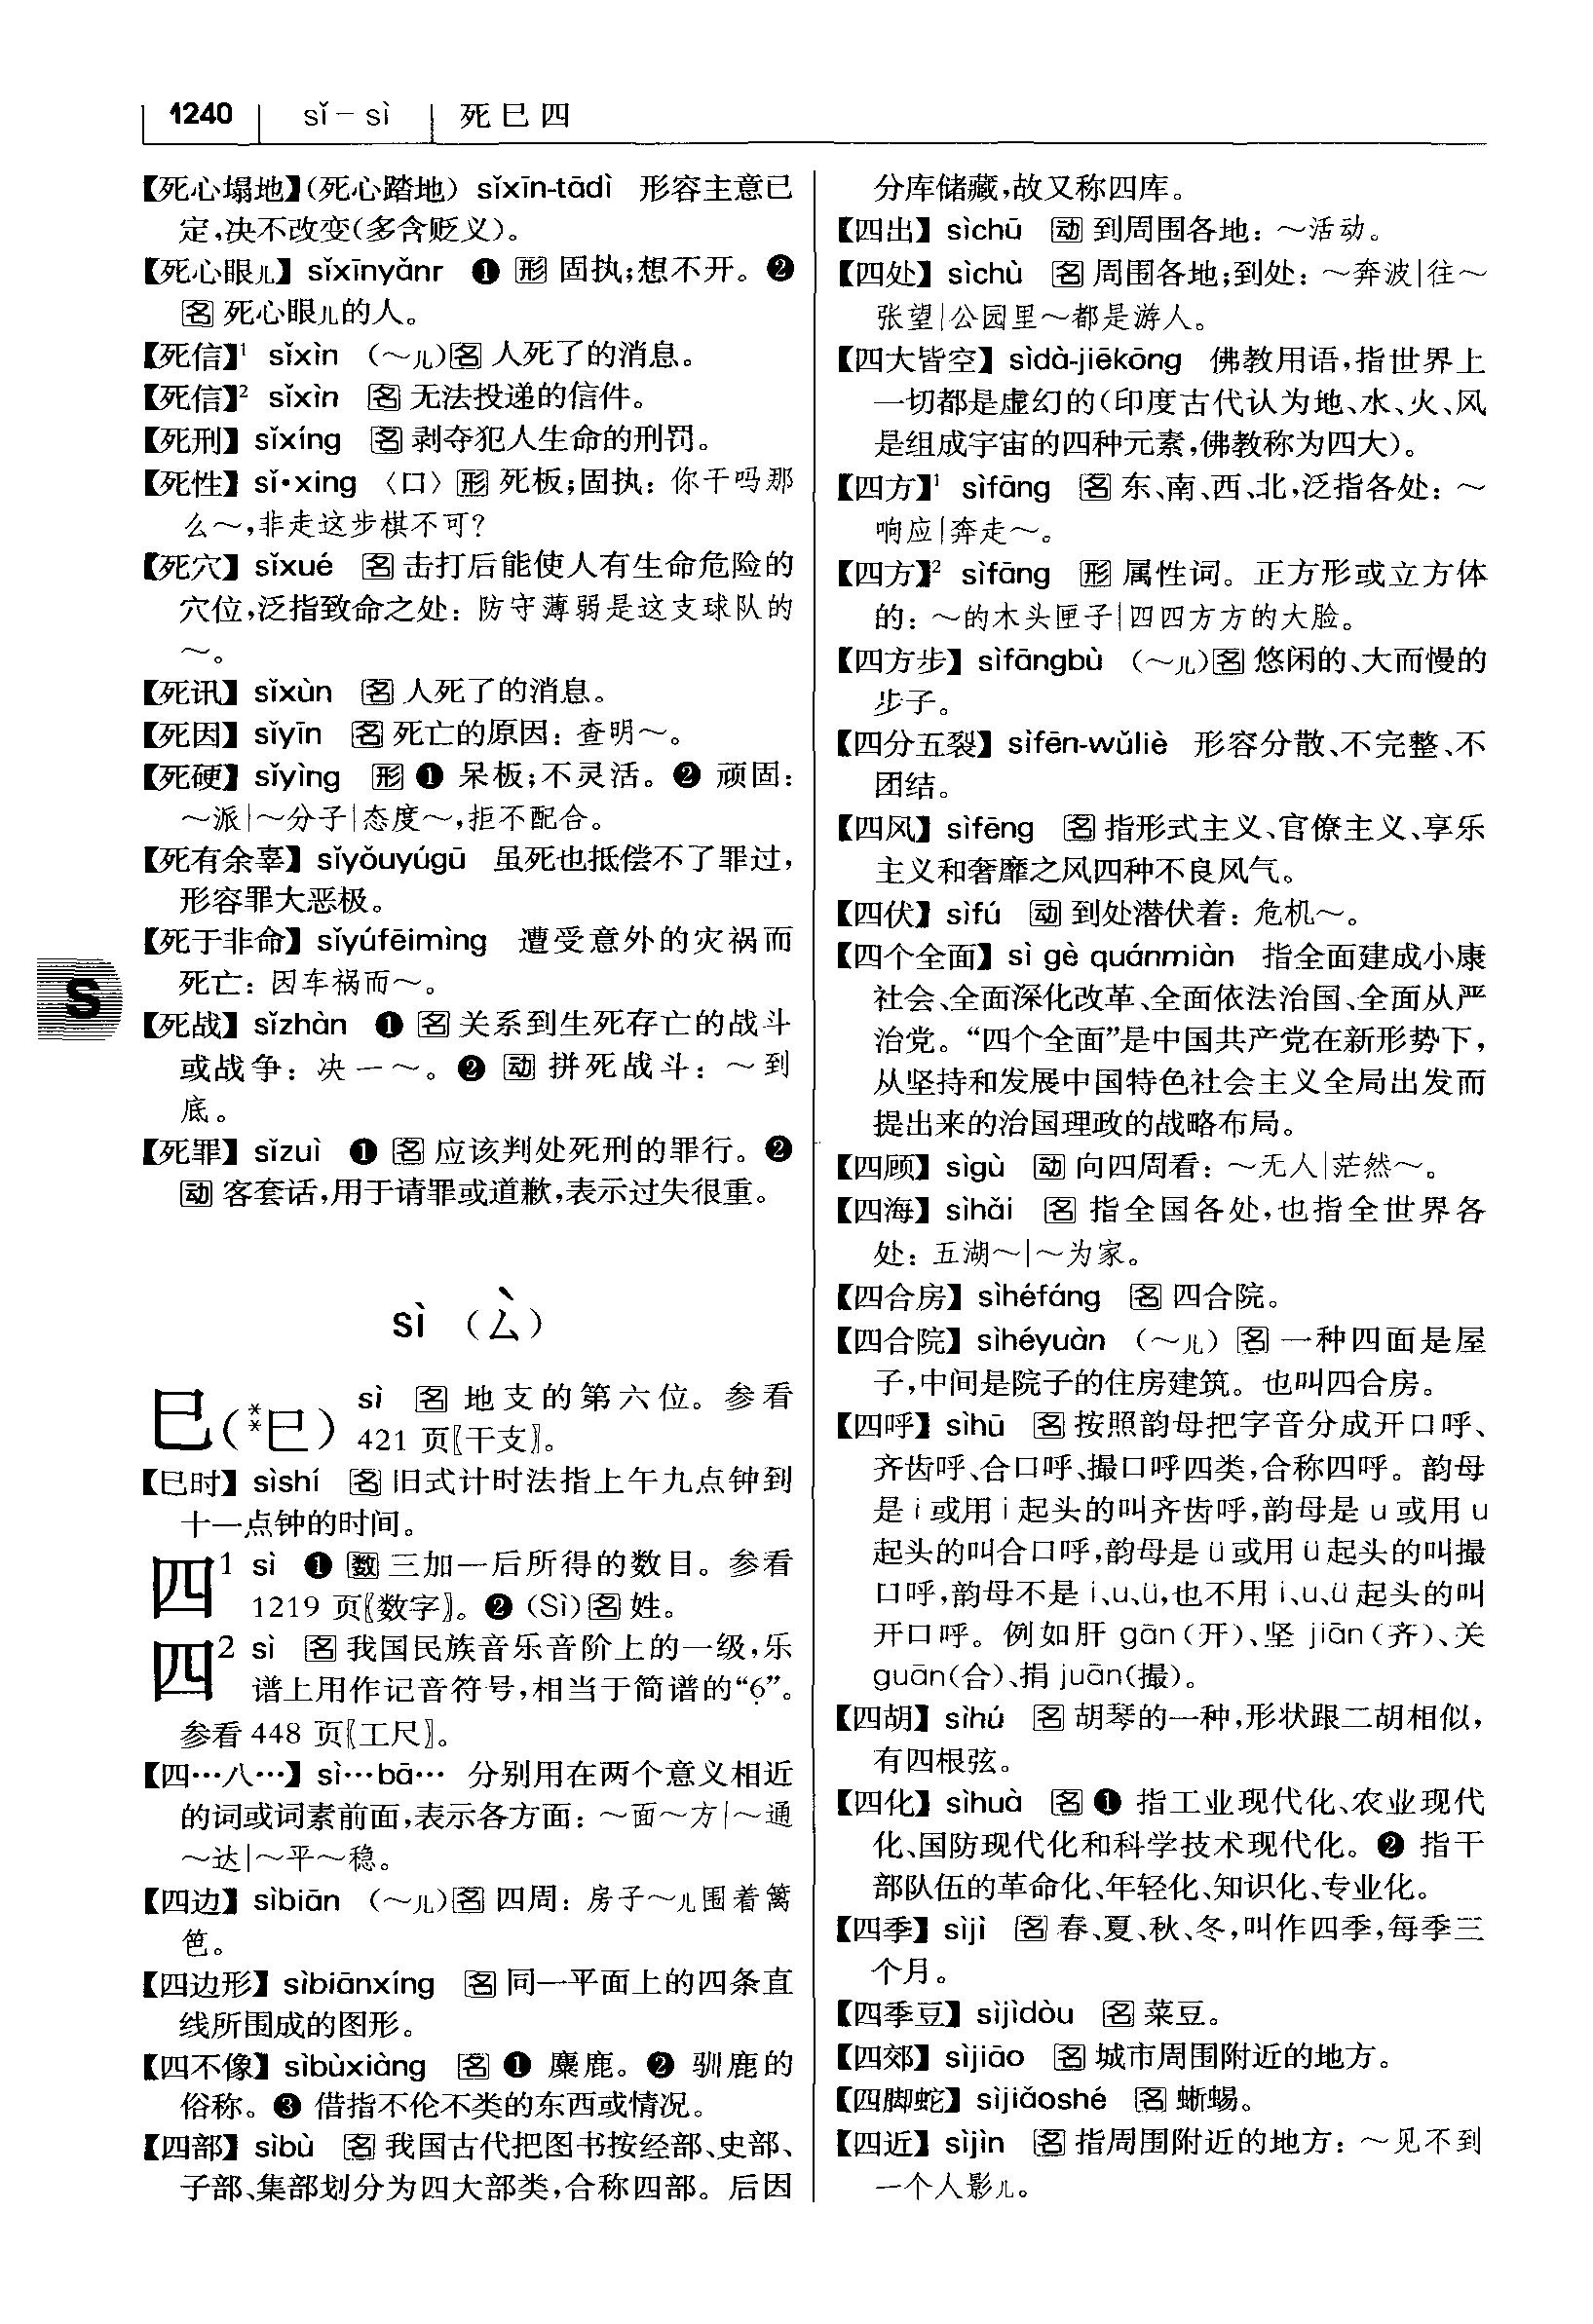 1240 sǐ－sì 死巳四
【死心塌地】(死心踏地) sǐxīn-tādì 形容主意已
定,决不改变(多含贬义)。
【死心眼儿】 sǐxīnyǎnr ❶ 形 固执;想不开。❷
名 死心眼儿的人。
【死信】¹ sǐxìn (～儿)名 人死了的消息。
【死信】² sǐxìn 名 无法投递的信件。
【死刑】 sǐxíng 名 剥夺犯人生命的刑罚。
【死性】 sǐ•xing 〈口〉形 死板;固执：你干吗那
么～,非走这步棋不可?
【死穴】 sǐxué 名 击打后能使人有生命危险的
穴位,泛指致命之处：防守薄弱是这支球队的
～。
【死讯】 sǐxùn 名 人死了的消息。
【死因】 sǐyīn 名 死亡的原因：查明～。
【死硬】 sǐyìng 形 ❶ 呆板;不灵活。❷ 顽固：
～派|～分子|态度～,拒不配合。
【死有余辜】 sǐyǒuyúgū 虽死也抵偿不了罪过,
形容罪大恶极。
【死于非命】 sǐyúfēimìng 遭受意外的灾祸而
死亡：因车祸而～。
S
【死战】 sǐzhàn ❶ 名 关系到生死存亡的战斗
或战争：决一～。❷ 动 拼死战斗：～到
底。
【死罪】 sǐzuì ❶ 名 应该判处死刑的罪行。❷
动 客套话,用于请罪或道歉,表示过失很重。
sì (ㄙˋ)
巳(**巳) sì 名 地支的第六位。参看
421 页〖干支〗。
【巳时】 sìshí 名 旧式计时法指上午九点钟到
十一点钟的时间。
四¹ sì ❶ 数 三加一后所得的数目。参看
1219 页〖数字〗。❷ (Sì)名 姓。
四² sì 名 我国民族音乐音阶上的一级,乐
谱上用作记音符号,相当于简谱的“6̣”。
参看 448 页〖工尺〗。
【四…八…】 sì…bā… 分别用在两个意义相近
的词或词素前面,表示各方面：～面～方|～通
～达|～平～稳。
【四边】 sìbiān (～儿)名 四周：房子～儿围着篱
笆。
【四边形】 sìbiānxíng 名 同一平面上的四条直
线所围成的图形。
【四不像】 sìbùxiàng 名 ❶ 麋鹿。❷ 驯鹿的
俗称。❸ 借指不伦不类的东西或情况。
【四部】 sìbù 名 我国古代把图书按经部、史部、
子部、集部划分为四大部类,合称四部。后因
分库储藏,故又称四库。
【四出】 sìchū 动 到周围各地：～活动。
【四处】 sìchù 名 周围各地;到处：～奔波|往～
张望|公园里～都是游人。
【四大皆空】 sìdà-jiēkōng 佛教用语,指世界上
一切都是虚幻的(印度古代认为地、水、火、风
是组成宇宙的四种元素,佛教称为四大)。
【四方】¹ sìfāng 名 东、南、西、北,泛指各处：～
响应|奔走～。
【四方】² sìfāng 形 属性词。正方形或立方体
的：～的木头匣子|四四方方的大脸。
【四方步】 sìfāngbù (～儿)名 悠闲的、大而慢的
步子。
【四分五裂】 sìfēn-wǔliè 形容分散、不完整、不
团结。
【四风】 sìfēng 名 指形式主义、官僚主义、享乐
主义和奢靡之风四种不良风气。
【四伏】 sìfú 动 到处潜伏着：危机～。
【四个全面】 sì gè quánmiàn 指全面建成小康
社会、全面深化改革、全面依法治国、全面从严
治党。“四个全面”是中国共产党在新形势下,
从坚持和发展中国特色社会主义全局出发而
提出来的治国理政的战略布局。
【四顾】 sìgù 动 向四周看：～无人|茫然～。
【四海】 sìhǎi 名 指全国各处,也指全世界各
处：五湖～|～为家。
【四合房】 sìhéfáng 名 四合院。
【四合院】 sìhéyuàn (～儿) 名 一种四面是屋
子,中间是院子的住房建筑。也叫四合房。
【四呼】 sìhū 名 按照韵母把字音分成开口呼、
齐齿呼、合口呼、撮口呼四类,合称四呼。韵母
是 i 或用 i 起头的叫齐齿呼,韵母是 u 或用 u
起头的叫合口呼,韵母是 ü 或用 ü 起头的叫撮
口呼,韵母不是 i、u、ü,也不用 i、u、ü 起头的叫
开口呼。例如肝 gān(开)、坚 jiān(齐)、关
guān(合)、捐 juān(撮)。
【四胡】 sìhú 名 胡琴的一种,形状跟二胡相似,
有四根弦。
【四化】 sìhuà 名 ❶ 指工业现代化、农业现代
化、国防现代化和科学技术现代化。❷ 指干
部队伍的革命化、年轻化、知识化、专业化。
【四季】 sìjì 名 春、夏、秋、冬,叫作四季,每季三
个月。
【四季豆】 sìjìdòu 名 菜豆。
【四郊】 sìjiāo 名 城市周围附近的地方。
【四脚蛇】 sìjiǎoshé 名 蜥蜴。
【四近】 sìjìn 名 指周围附近的地方：～见不到
一个人影儿。